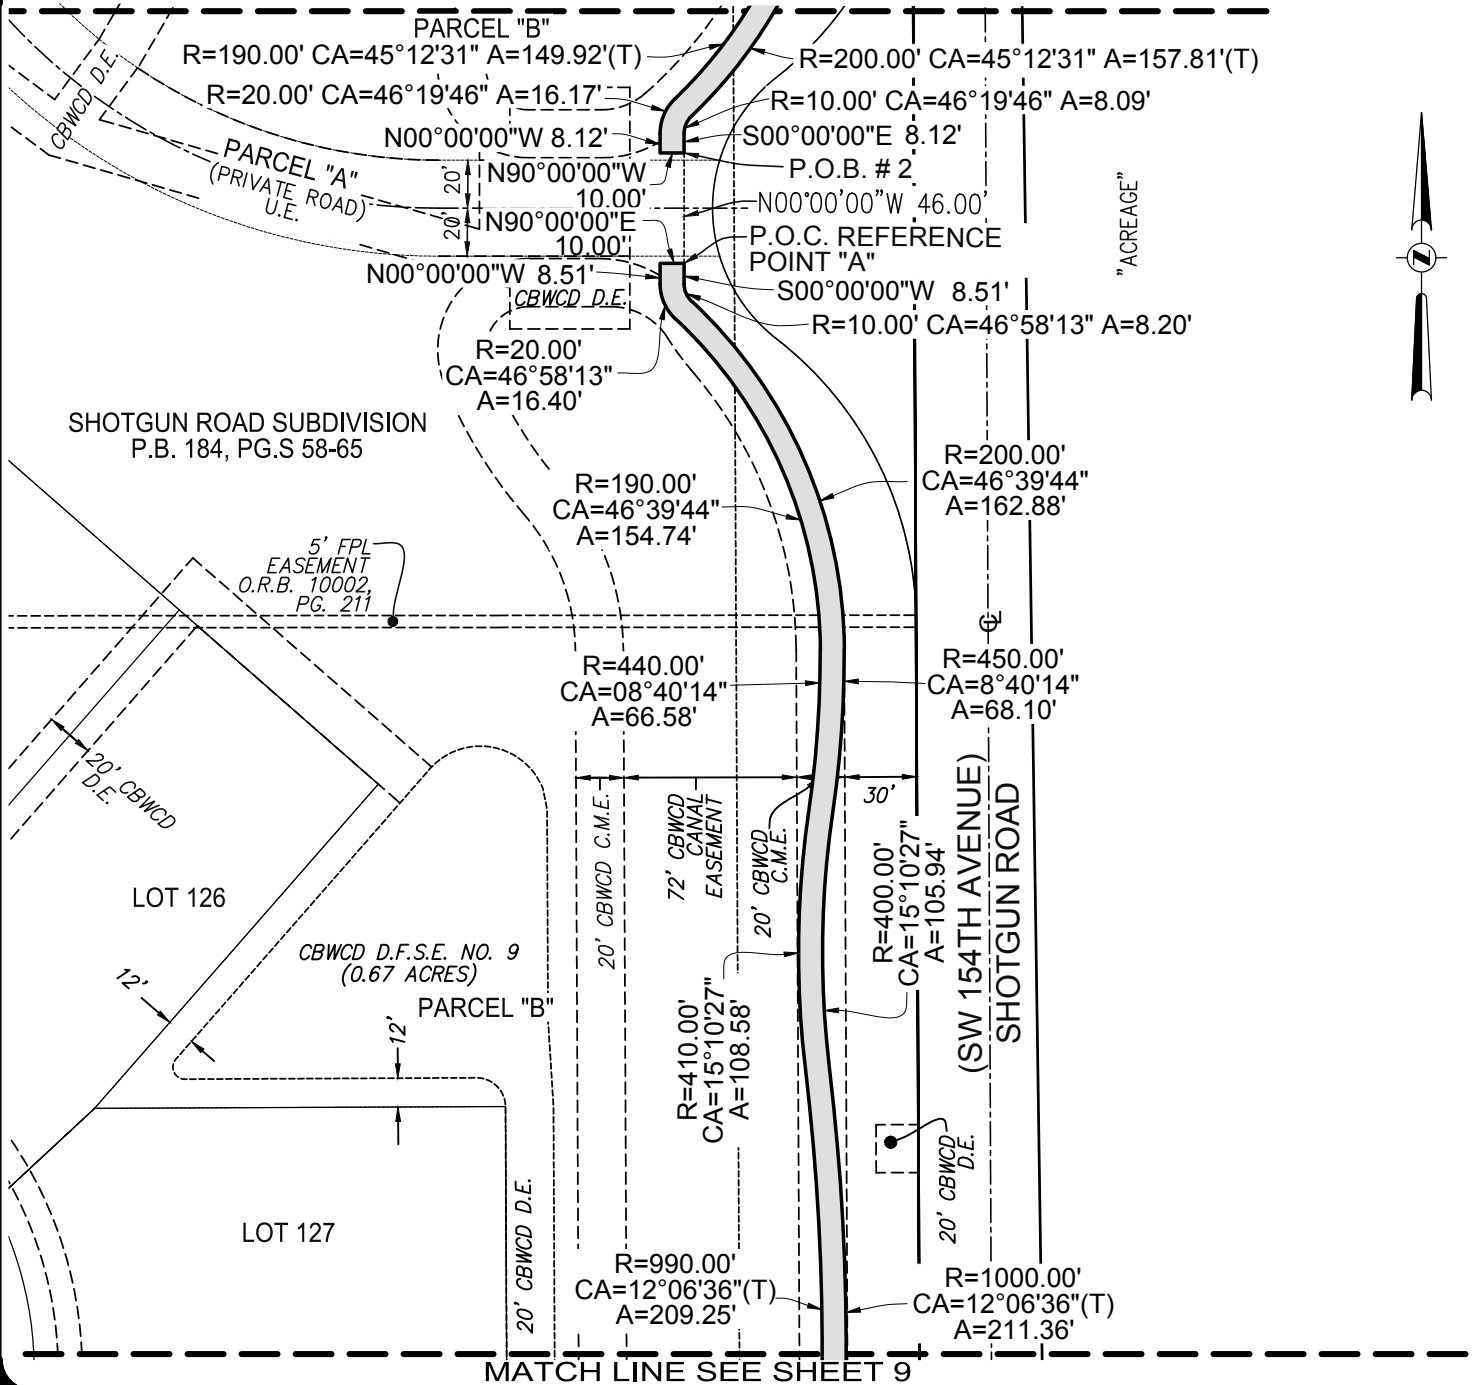 PARCEL "B"
R=190.00' CA=45°12'31" A=149.92'(T)
R=200.00' CA=45°12'31" A=157.81'(T)
CBWCD D.E.
R=20.00' CA=46°19'46" A=16.17'
R=10.00' CA=46°19'46" A=8.09'
N00°00'00"W 8.12'
S00°00'00"E 8.12'
PARCEL "A"
(PRIVATE ROAD)
U.E.
20'
20'
N90°00'00"W
10.00'
P.O.B. # 2
N00°00'00"W 46.00'
N90°00'00"E
10.00'
P.O.C. REFERENCE
POINT "A"
"ACREAGE"
N
N00°00'00"W 8.51'
S00°00'00"W 8.51'
CBWCD D.E.
R=10.00' CA=46°58'13" A=8.20'
R=20.00'
CA=46°58'13"
A=16.40'
SHOTGUN ROAD SUBDIVISION
P.B. 184, PG.S 58-65
R=200.00'
CA=46°39'44"
A=162.88'
R=190.00'
CA=46°39'44"
A=154.74'
5' FPL
EASEMENT
O.R.B. 10002,
PG. 211
CL
R=440.00'
CA=08°40'14"
A=66.58'
R=450.00'
CA=8°40'14"
A=68.10'
20' CBWCD
D.E.
20' CBWCD C.M.E.
72' CBWCD
CANAL
EASEMENT
20' CBWCD
C.M.E.
30'
(SW 154TH AVENUE)
SHOTGUN ROAD
R=400.00'
CA=15°10'27"
A=105.94'
LOT 126
CBWCD D.F.S.E. NO. 9
(0.67 ACRES)
PARCEL "B"
12'
12'
R=410.00'
CA=15°10'27"
A=108.58'
20' CBWCD
D.E.
LOT 127
20' CBWCD D.E.
R=990.00'
CA=12°06'36"(T)
A=209.25'
R=1000.00'
CA=12°06'36"(T)
A=211.36'
MATCH LINE SEE SHEET 9